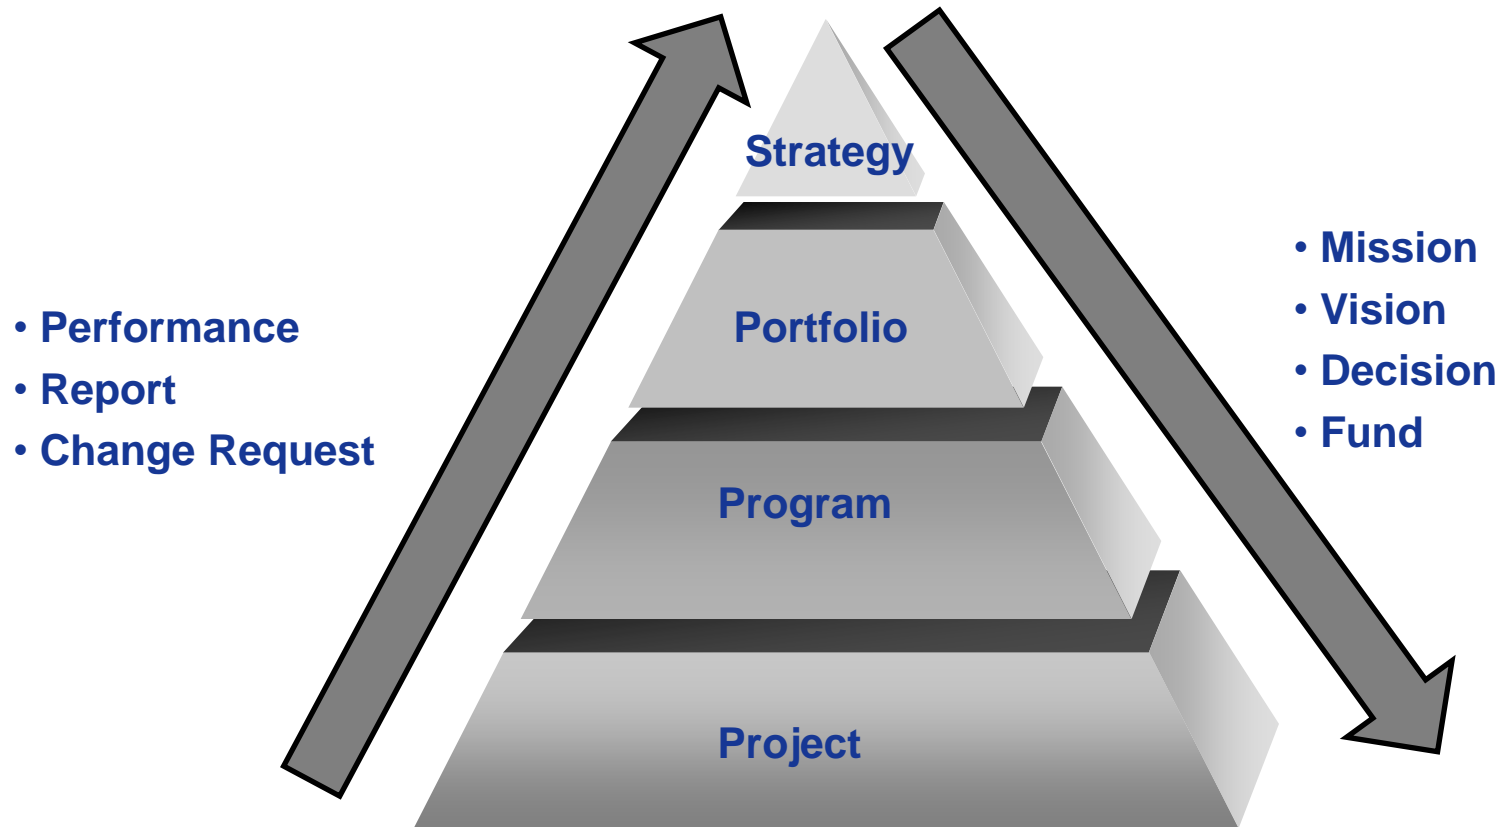 Strategy
Portfolio
Program
Project
• Performance
• Report
• Change Request
• Mission
• Vision
• Decision
• Fund